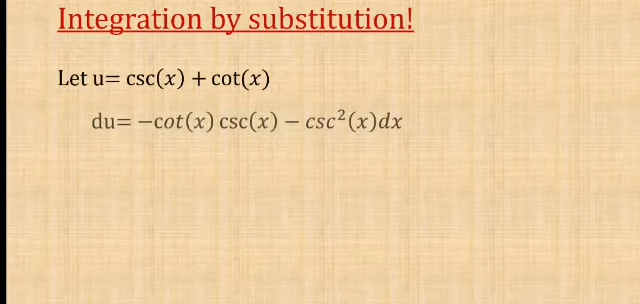 Integration by substitution!
Let u= csc(𝑥) + cot(𝑥)
du= −𝑐𝑜𝑡(𝑥) csc(𝑥) − 𝑐𝑠𝑐²(𝑥)𝑑𝑥